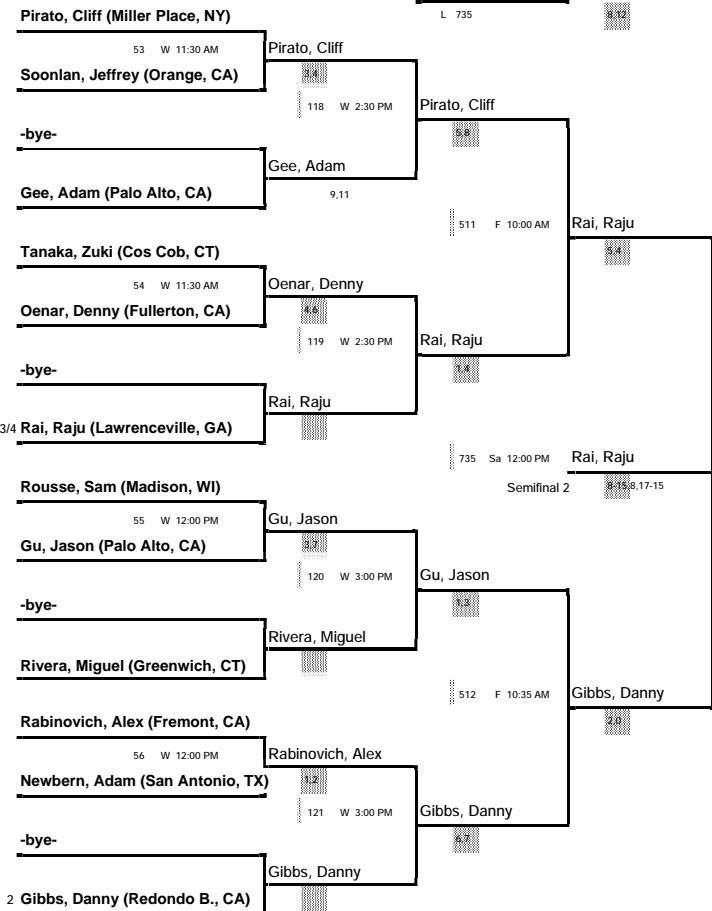 L 735
8,12
Pirato, Cliff (Miller Place, NY)
53 W 11:30 AM
Pirato, Cliff
Soonlan, Jeffrey (Orange, CA)
3,4
118 W 2:30 PM
Pirato, Cliff
5,8
-bye-
Gee, Adam
Gee, Adam (Palo Alto, CA)
9,11
511 F 10:00 AM
Rai, Raju
5,4
Tanaka, Zuki (Cos Cob, CT)
54 W 11:30 AM
Oenar, Denny
Oenar, Denny (Fullerton, CA)
4,6
119 W 2:30 PM
Rai, Raju
1,4
-bye-
Rai, Raju
3/4 Rai, Raju (Lawrenceville, GA)
735 Sa 12:00 PM
Rai, Raju
Semifinal 2
8-15,8,17-15
Rousse, Sam (Madison, WI)
55 W 12:00 PM
Gu, Jason
Gu, Jason (Palo Alto, CA)
3,7
120 W 3:00 PM
Gu, Jason
1,3
-bye-
Rivera, Miguel
Rivera, Miguel (Greenwich, CT)
512 F 10:35 AM
Gibbs, Danny
2,0
Rabinovich, Alex (Fremont, CA)
56 W 12:00 PM
Rabinovich, Alex
Newbern, Adam (San Antonio, TX)
1,2
121 W 3:00 PM
Gibbs, Danny
6,7
-bye-
Gibbs, Danny
2 Gibbs, Danny (Redondo B., CA)